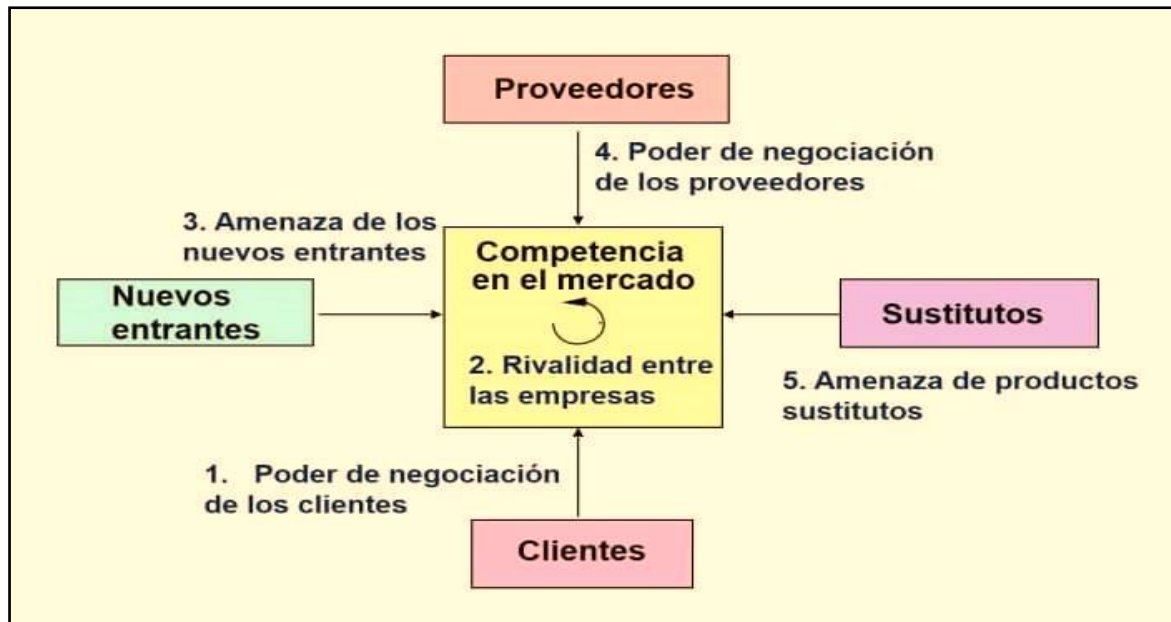 Proveedores
4. Poder de negociación
de los proveedores
3. Amenaza de los
nuevos entrantes
Competencia
en el mercado
Nuevos
entrantes
Sustitutos
2. Rivalidad entre
las empresas
5. Amenaza de productos
sustitutos
1. Poder de negociación
de los clientes
Clientes